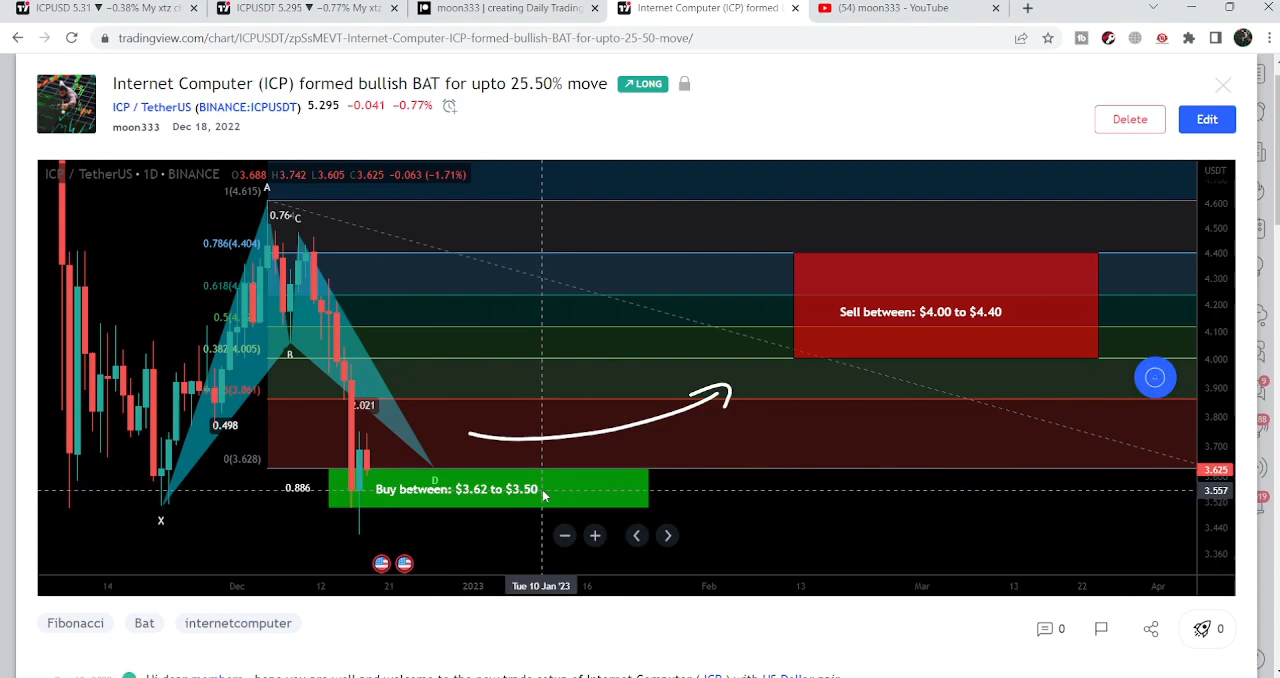 ICPUSD 5.31 ▼ −0.38% My xtz ch
ICPUSDT 5.295 ▼ −0.77% My xtz
moon333 | creating Daily Trading
Internet Computer (ICP) formed
(54) moon333 - YouTube
tradingview.com/chart/ICPUSDT/zpSsMEVT-Internet-Computer-ICP-formed-bullish-BAT-for-upto-25-50-move/
Internet Computer (ICP) formed bullish BAT for upto 25.50% move
LONG
ICP / TetherUS (BINANCE:ICPUSDT) 5.295 −0.041 −0.77%
moon333 Dec 18, 2022
Delete
Edit
ICP / TetherUS • 1D • BINANCE O3.688 H3.742 L3.605 C3.625 −0.063 (−1.71%)
USDT
1(4.615)
A
0.764
C
0.786(4.404)
0.5(4.
0.382(4.005)
B
2.021
0.498
0(3.628)
0.886
D
X
Sell between: $4.00 to $4.40
Buy between: $3.62 to $3.50
4.600
4.500
4.400
4.300
4.200
4.100
4.000
3.900
3.800
3.700
3.625
3.557
3.520
3.440
3.360
14
Dec
12
21
2023
Tue 10 Jan '23
16
Feb
13
Mar
13
22
Apr
Fibonacci
Bat
internetcomputer
0
0